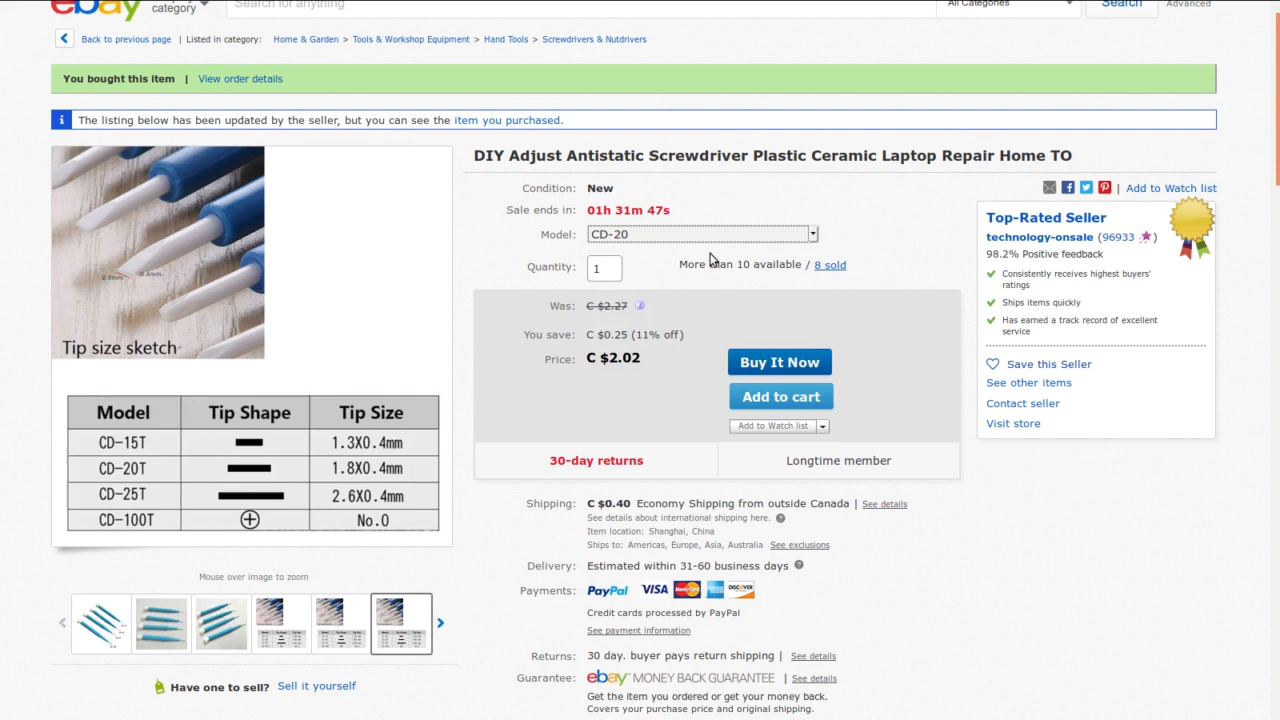 ebay
category
Search for anything
All Categories
Search
Advanced
Back to previous page | Listed in category: Home & Garden > Tools & Workshop Equipment > Hand Tools > Screwdrivers & Nutdrivers
You bought this item | View order details
i The listing below has been updated by the seller, but you can see the item you purchased.
0.9mm 0.4mm
Tip size sketch
Model Tip Shape Tip Size
CD-15T 1.3X0.4mm
CD-20T 1.8X0.4mm
CD-25T 2.6X0.4mm
CD-100T No.0
Mouse over image to zoom
Have one to sell? Sell it yourself
DIY Adjust Antistatic Screwdriver Plastic Ceramic Laptop Repair Home TO
Condition: New
Sale ends in: 01h 31m 47s
Model: CD-20
Quantity: 1 More than 10 available / 8 sold
Was: C $2.27
You save: C $0.25 (11% off)
Price: C $2.02
Buy It Now
Add to cart
Add to Watch list
30-day returns
Longtime member
Shipping: C $0.40 Economy Shipping from outside Canada | See details
See details about international shipping here.
Item location: Shanghai, China
Ships to: Americas, Europe, Asia, Australia See exclusions
Delivery: Estimated within 31-60 business days
Payments: PayPal VISA MasterCard AMEX DISCOVER
Credit cards processed by PayPal
See payment information
Returns: 30 day. buyer pays return shipping | See details
Guarantee: ebay MONEY BACK GUARANTEE | See details
Get the item you ordered or get your money back.
Covers your purchase price and original shipping.
| Add to Watch list
Top-Rated Seller
technology-onsale (96933)
98.2% Positive feedback
Consistently receives highest buyers'
ratings
Ships items quickly
Has earned a track record of excellent
service
Save this Seller
See other items
Contact seller
Visit store